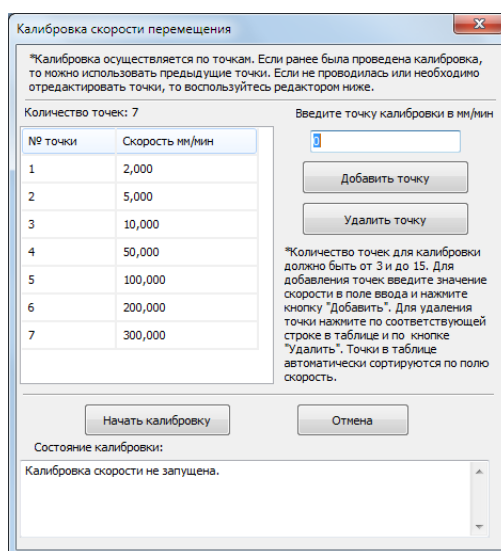 Калибровка скорости перемещения
*Калибровка осуществляется по точкам. Если ранее была проведена калибровка,
то можно использовать предыдущие точки. Если не проводилась или необходимо
отредактировать точки, то воспользуйтесь редактором ниже.
Количество точек: 7
Введите точку калибровки в мм/мин
№ точки Скорость мм/мин
1 2,000
2 5,000
3 10,000
4 50,000
5 100,000
6 200,000
7 300,000
0
Добавить точку
Удалить точку
*Количество точек для калибровки
должно быть от 3 и до 15. Для
добавления точек введите значение
скорости в поле ввода и нажмите
кнопку "Добавить". Для удаления
точки нажмите по соответствующей
строке в таблице и по кнопке
"Удалить". Точки в таблице
автоматически сортируются по полю
скорость.
Начать калибровку
Отмена
Состояние калибровки:
Калибровка скорости не запущена.